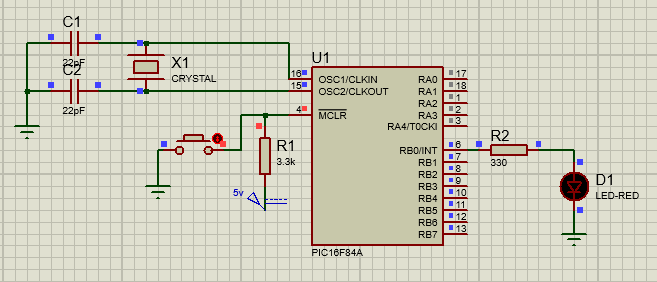 C1
22pF
C2
22pF
X1
CRYSTAL
U1
16 OSC1/CLKIN
15 OSC2/CLKOUT
4 MCLR
RA0 17
RA1 18
RA2 1
RA3 2
RA4/T0CKI 3
RB0/INT 6
RB1 7
RB2 8
RB3 9
RB4 10
RB5 11
RB6 12
RB7 13
PIC16F84A
R1
3.3k
5v
R2
330
D1
LED-RED